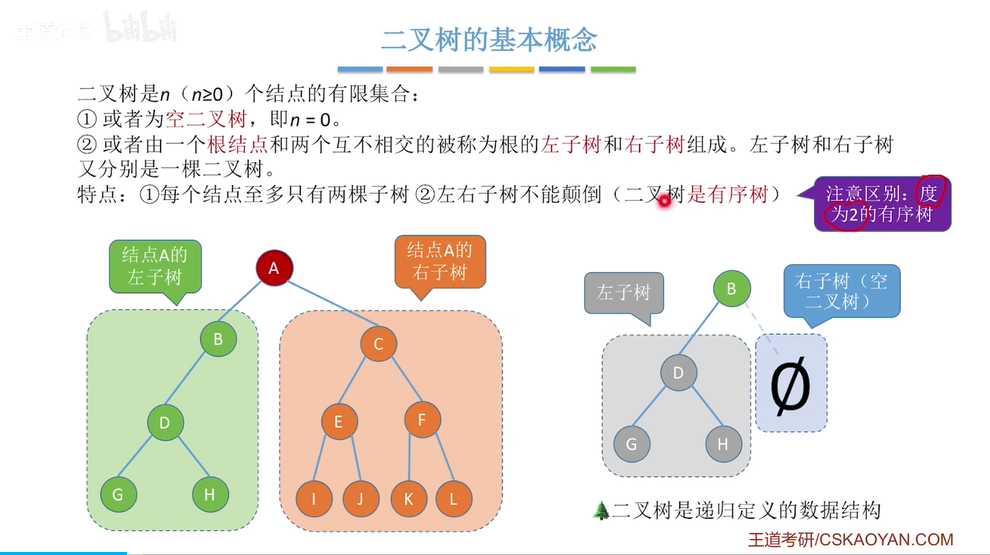 bilibili
二叉树的基本概念
二叉树是n（n≥0）个结点的有限集合：
① 或者为空二叉树，即n = 0。
② 或者由一个根结点和两个互不相交的被称为根的左子树和右子树组成。左子树和右子树
又分别是一棵二叉树。
特点：①每个结点至多只有两棵子树 ②左右子树不能颠倒（二叉树是有序树）
注意区别：度
为2的有序树
结点A的
左子树
A
结点A的
右子树
B
C
D
E
F
G
H
I
J
K
L
左子树
B
右子树（空
二叉树）
D
Ø
G
H
二叉树是递归定义的数据结构
王道考研/CSKAOYAN.COM